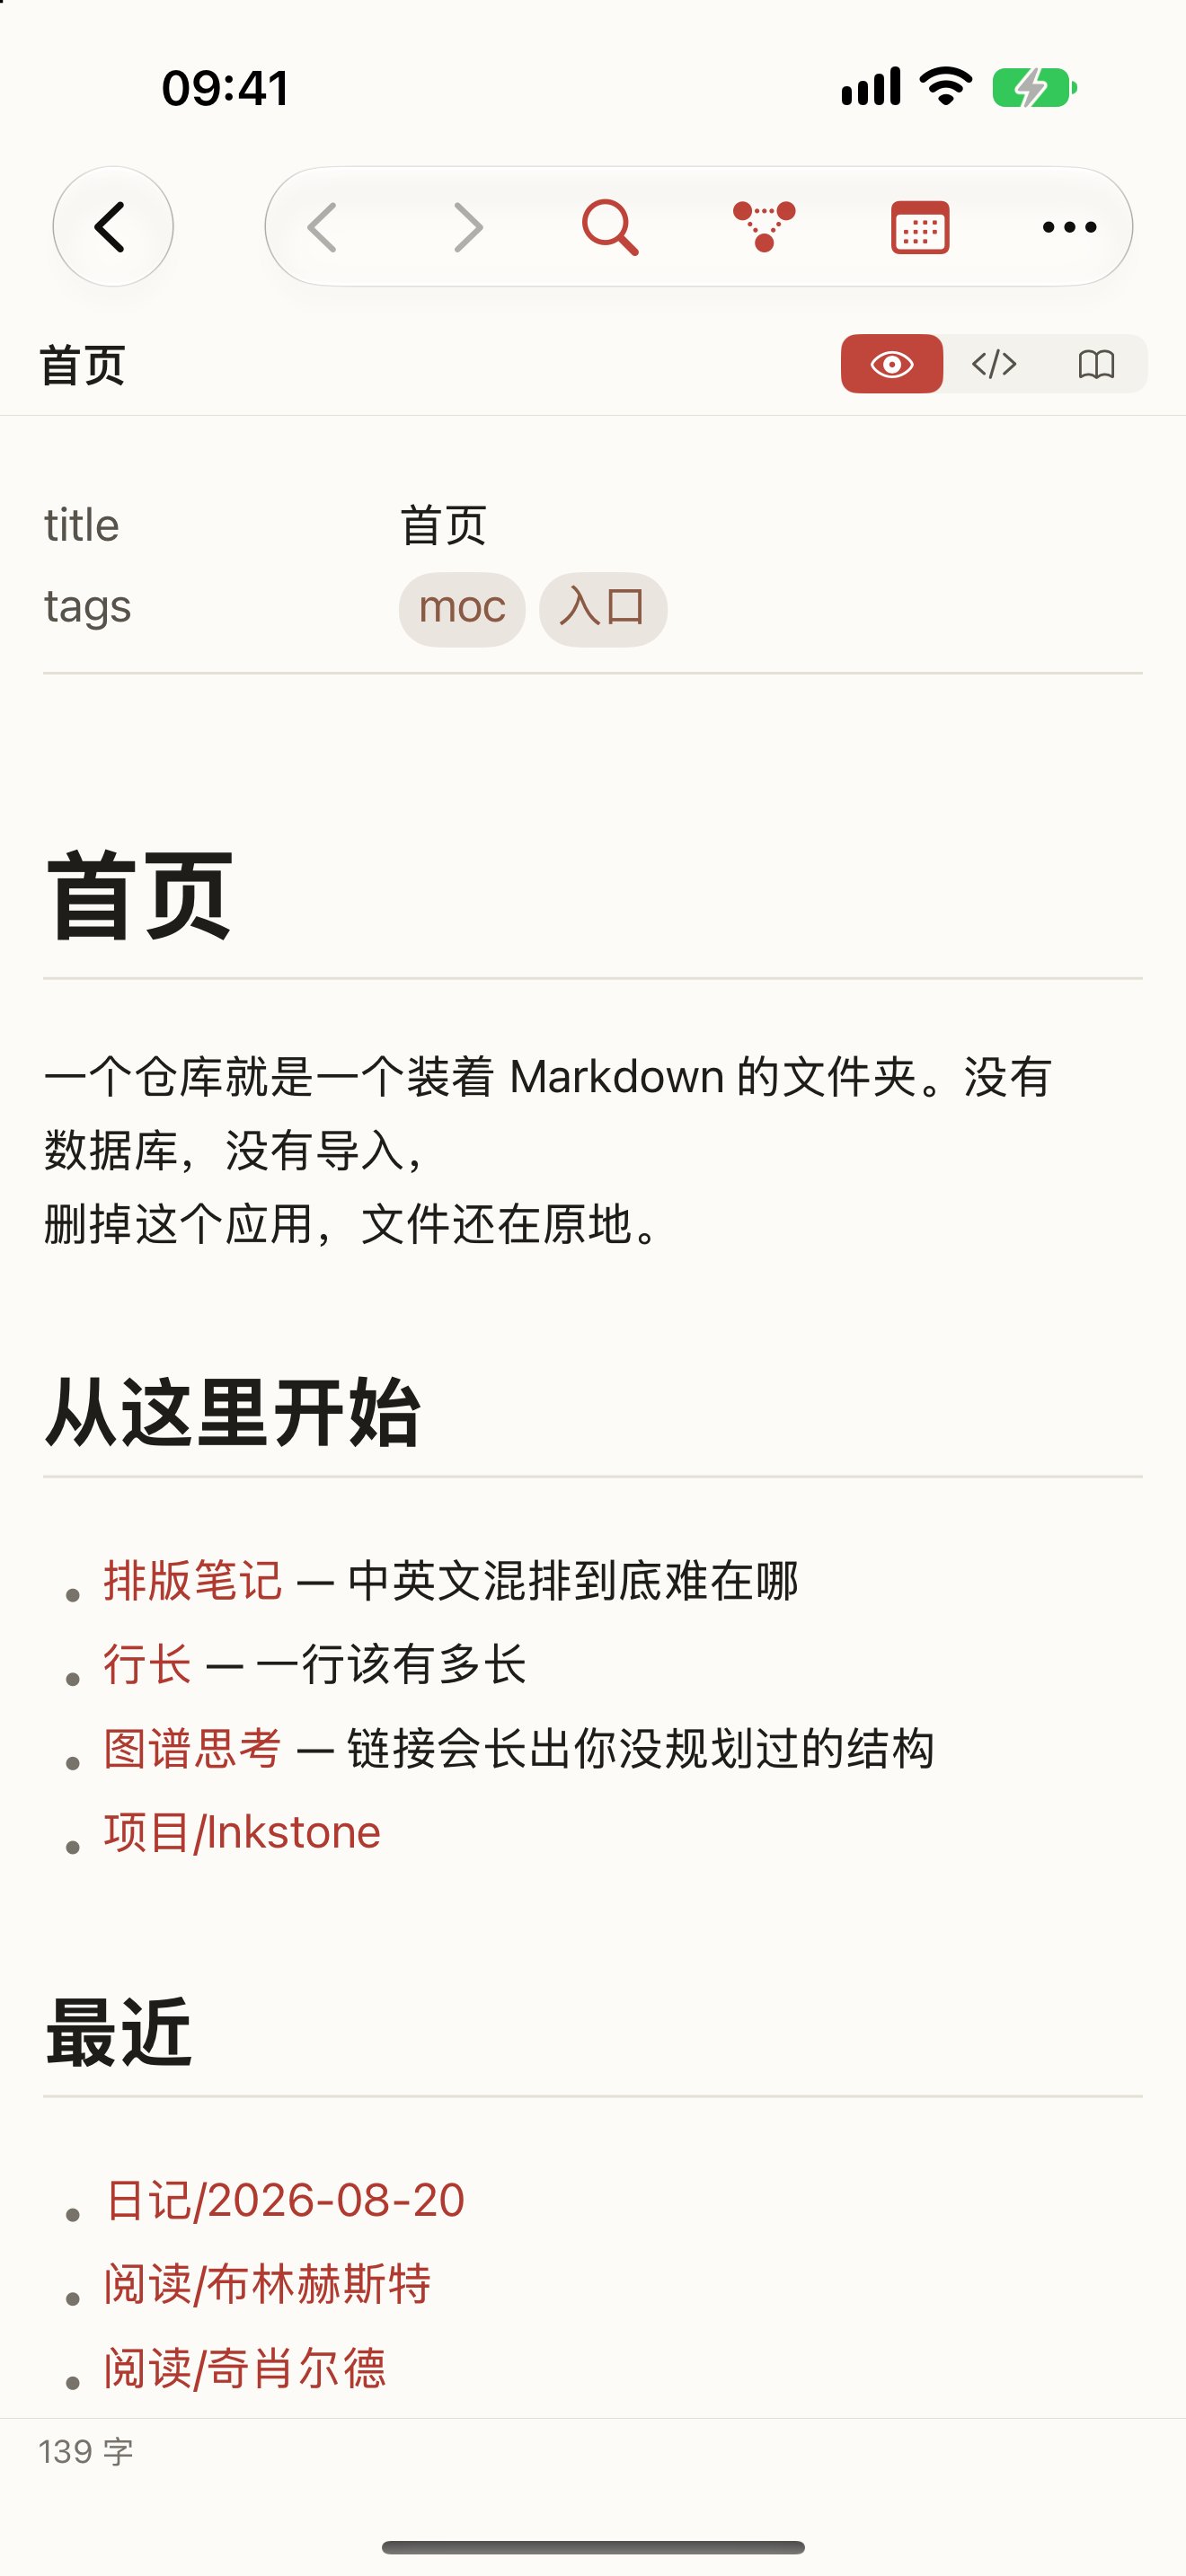 09:41
首页
title 首页
tags moc 入口
首页
一个仓库就是一个装着 Markdown 的文件夹。没有
数据库，没有导入，
删掉这个应用，文件还在原地。
从这里开始
• 排版笔记 — 中英文混排到底难在哪
• 行长 — 一行该有多长
• 图谱思考 — 链接会长出你没规划过的结构
• 项目/Inkstone
最近
• 日记/2026-08-20
• 阅读/布林赫斯特
• 阅读/奇肖尔德
139 字